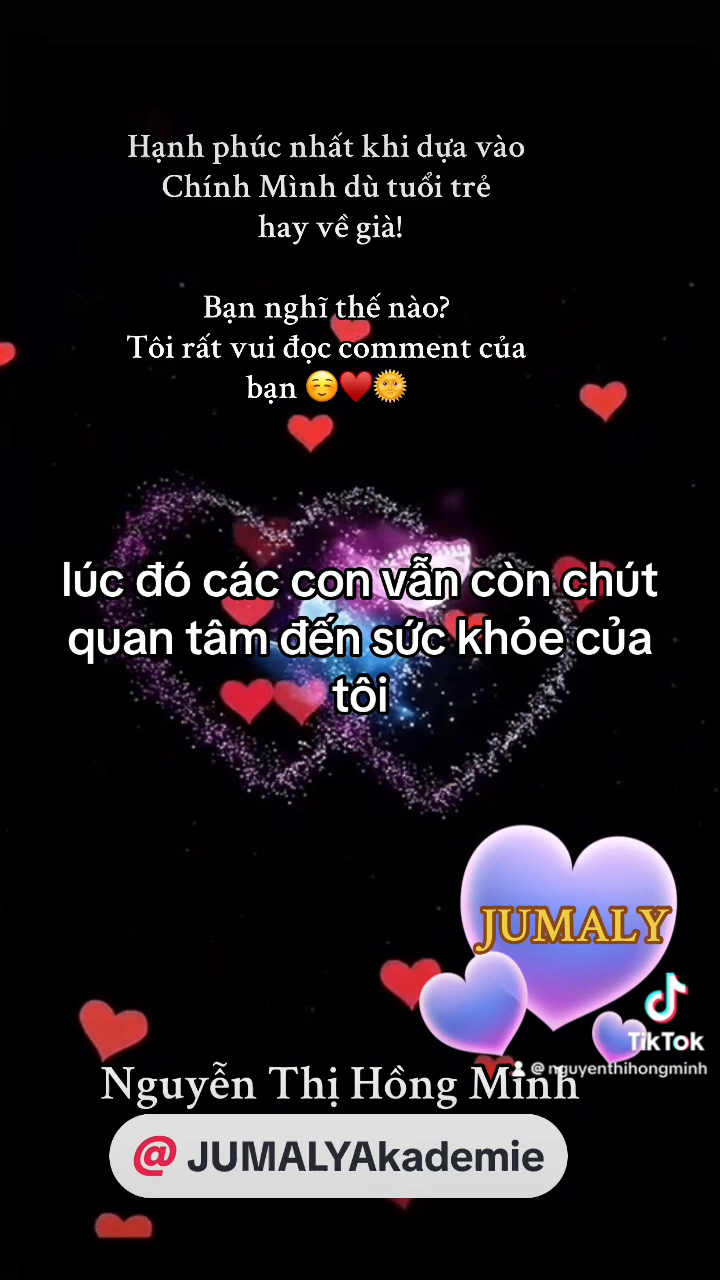 Hạnh phúc nhất khi dựa vào
Chính Mình dù tuổi trẻ
hay về già!
Bạn nghĩ thế nào?
Tôi rất vui đọc comment của
bạn ☺️♥️🌞
lúc đó các con vẫn còn chút
quan tâm đến sức khỏe của
tôi
JUMALY
TikTok
@nguyenthihongminh
Nguyễn Thị Hồng Minh
@ JUMALYAkademie